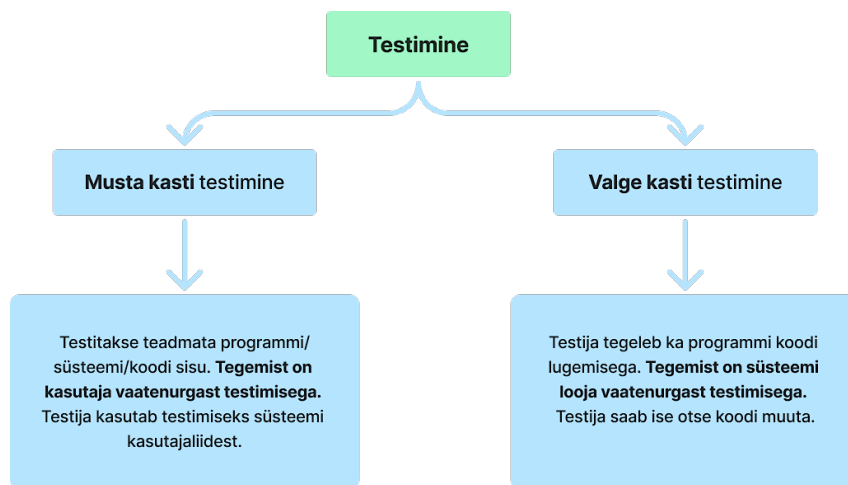 Testimine
Musta kasti testimine
Valge kasti testimine
Testitakse teadmata programmi/
süsteemi/koodi sisu. Tegemist on
kasutaja vaatenurgast testimisega.
Testija kasutab testimiseks süsteemi
kasutajaliidest.
Testija tegeleb ka programmi koodi
lugemisega. Tegemist on süsteemi
looja vaatenurgast testimisega.
Testija saab ise otse koodi muuta.